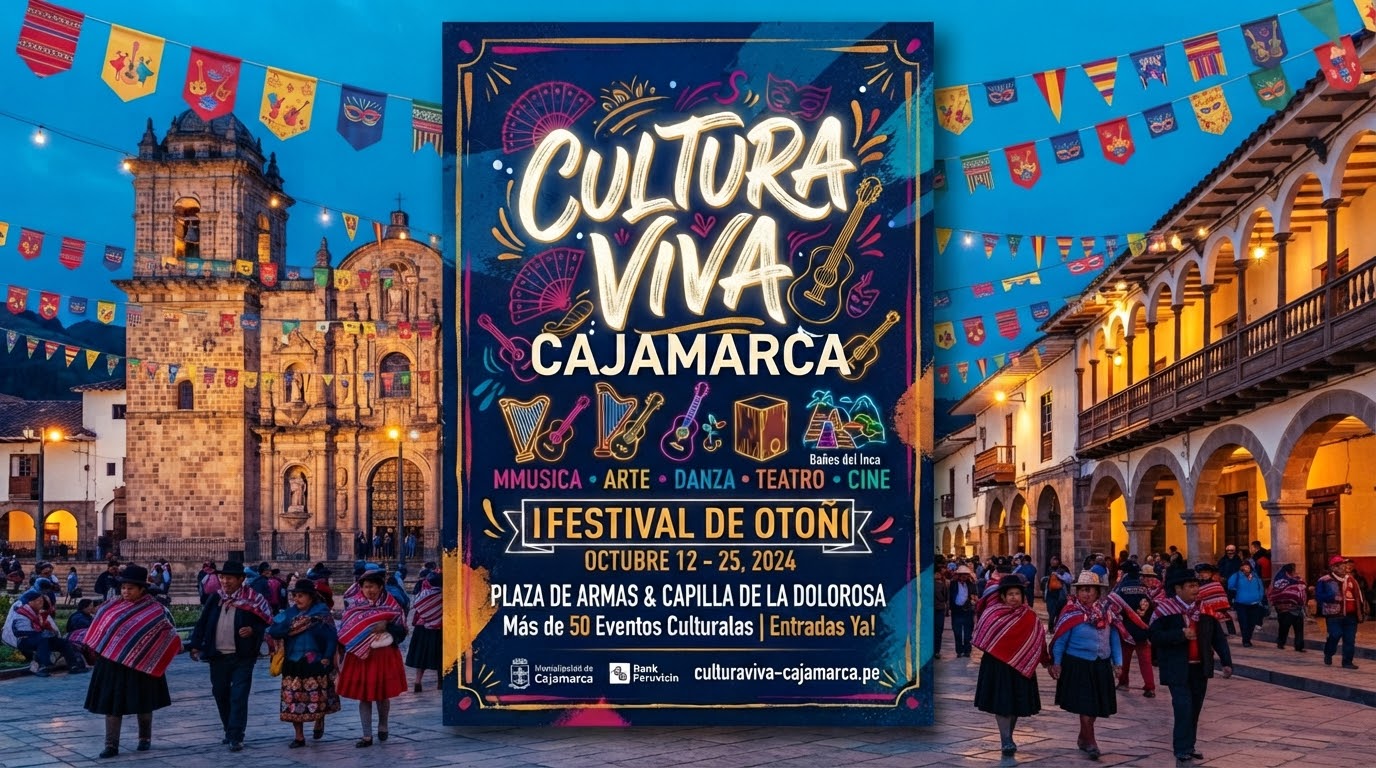 CULTURA
VIVA
CAJAMARCA
Bañes del Inca
MMUSICA • ARTE • DANZA • TEATRO • CINE
FESTIVAL DE OTOÑ
OCTUBRE 12 - 25, 2024
PLAZA DE ARMAS & CAPILLA DE LA DOLOROSA
Más de 50 Eventos Culturalas | Entradas Ya!
Municipalidad de
Cajamarca
Bank
Peruvicin
culturaviva-cajamarca.pe